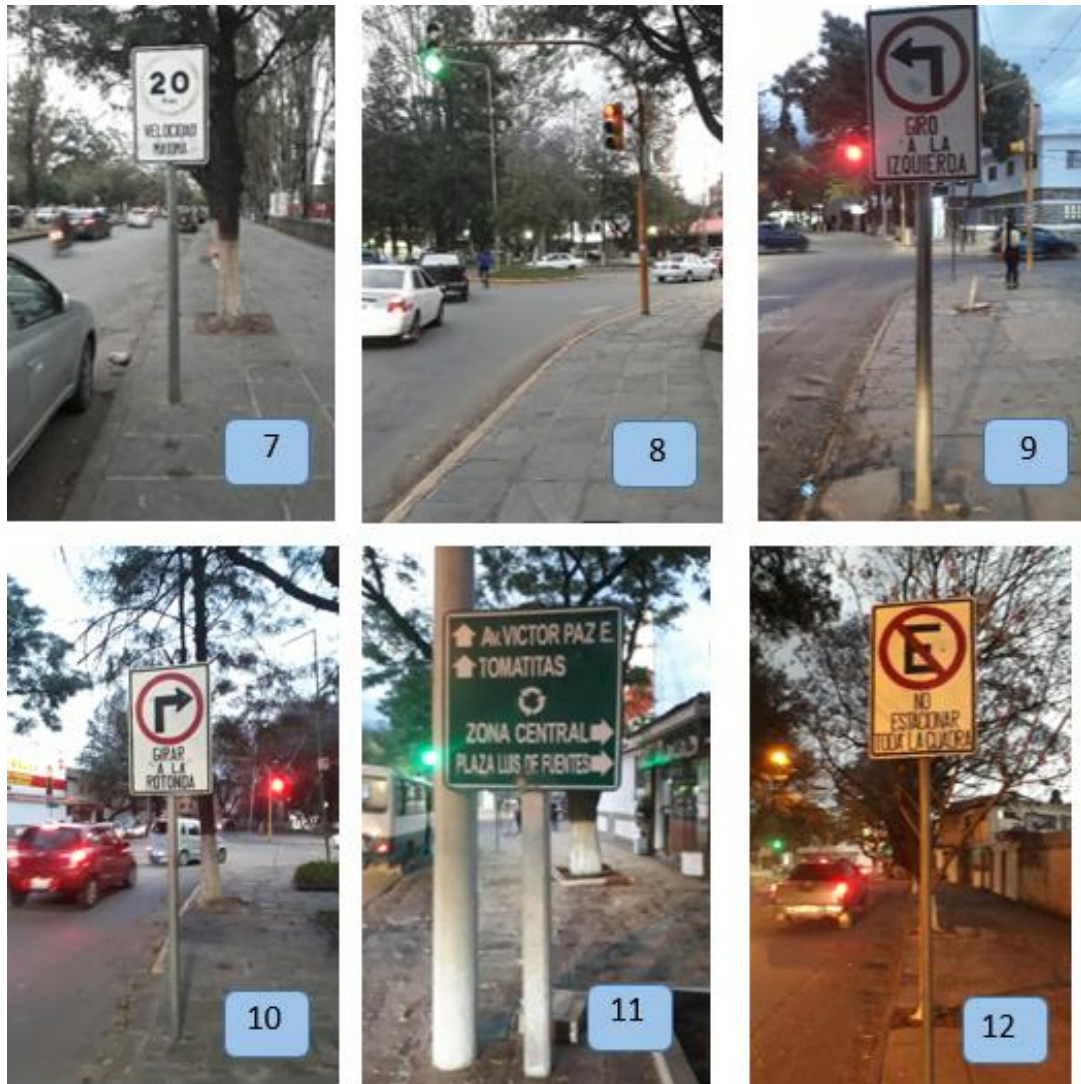 20
VELOCIDAD
MAXIMA
7
8
GIRO
A LA
IZQUIERDA
9
GIRAR
A LA
ROTONDA
10
Av. VICTOR PAZ E.
TOMATITAS
ZONA CENTRAL
PLAZA LUIS DE FUENTES
11
E
NO
ESTACIONAR
TODA LA CUADRA
12